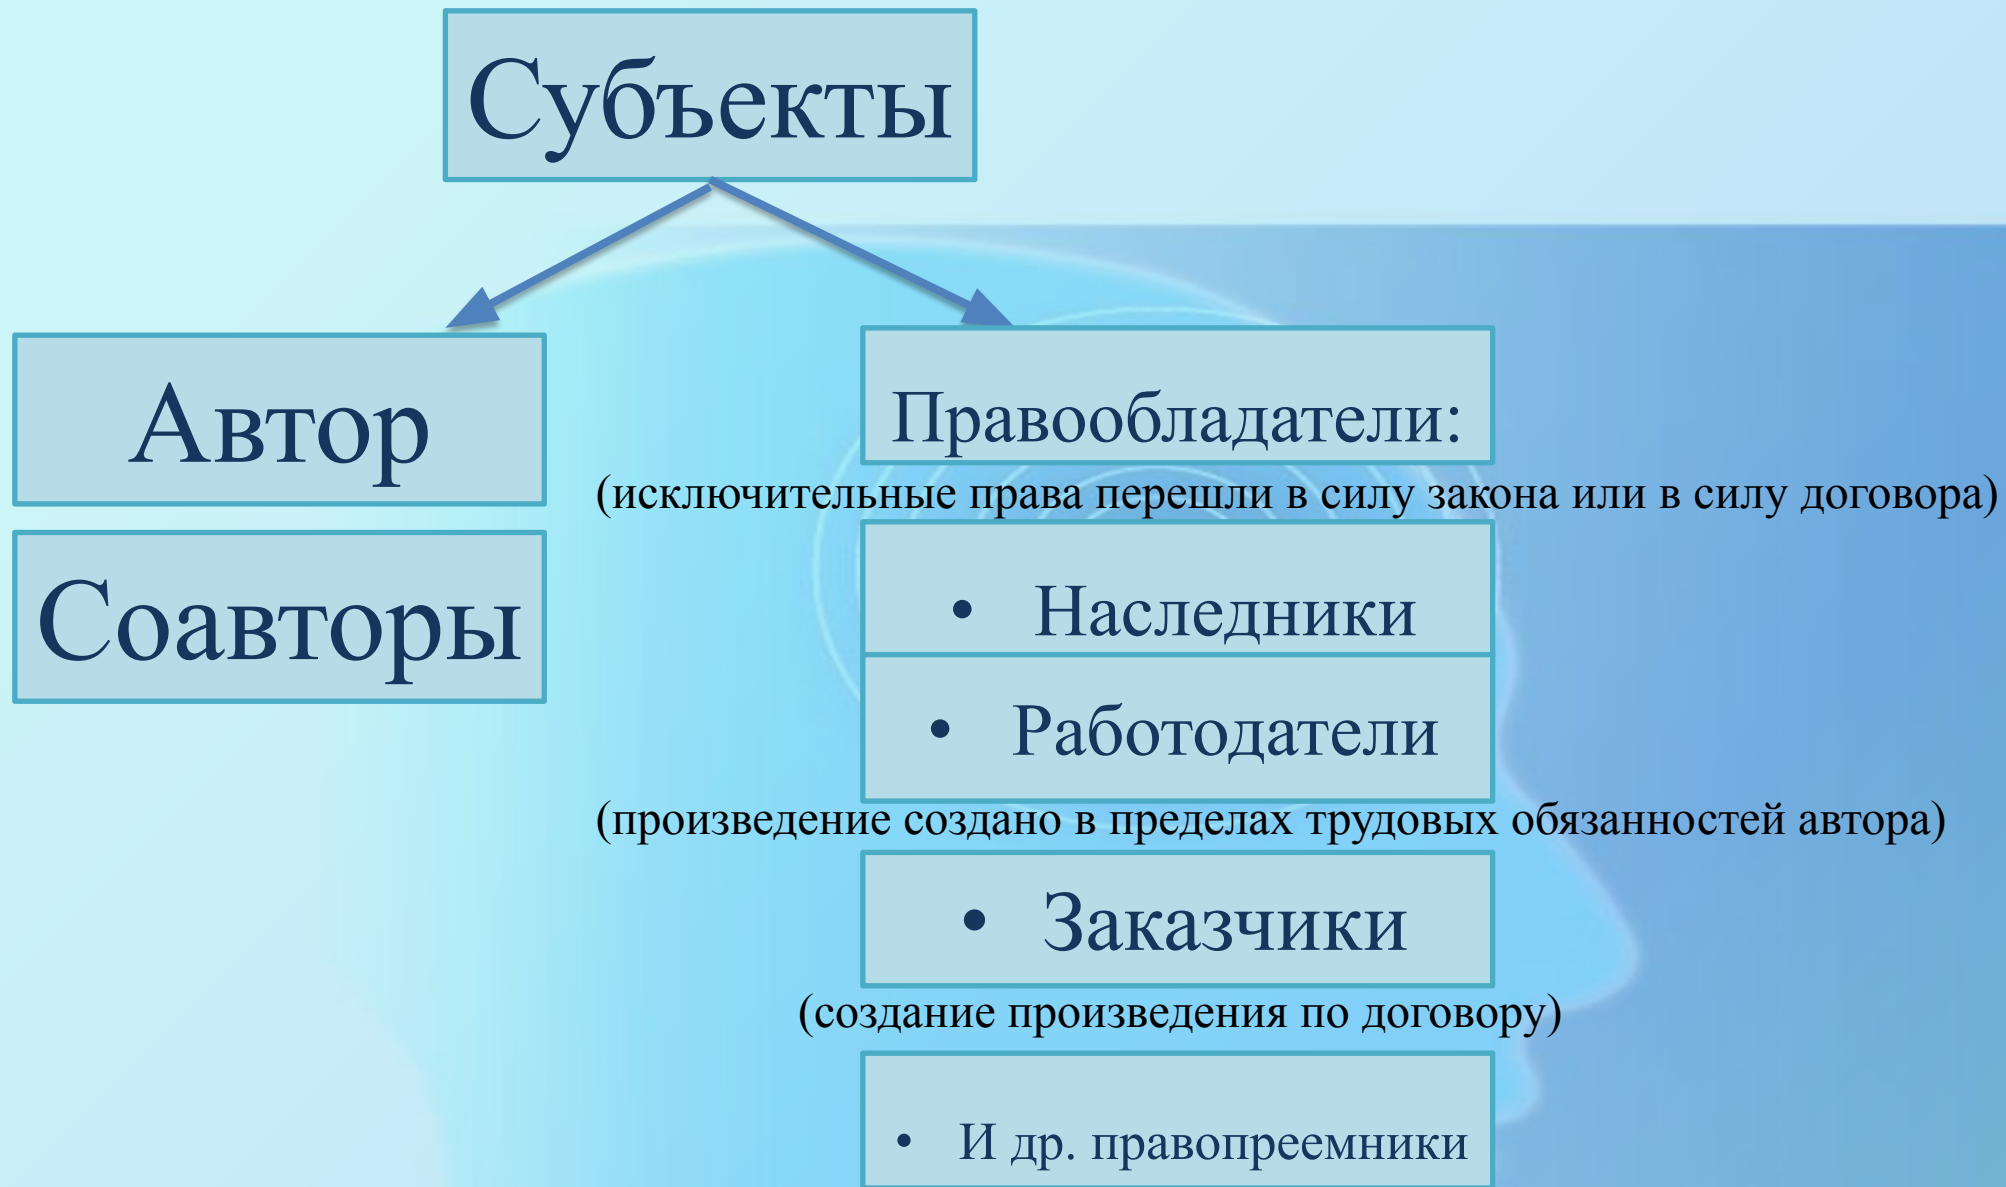 Субъекты
Автор
Соавторы
Правообладатели:
(исключительные права перешли в силу закона или в силу договора)
• Наследники
• Работодатели
(произведение создано в пределах трудовых обязанностей автора)
• Заказчики
(создание произведения по договору)
• И др. правопреемники